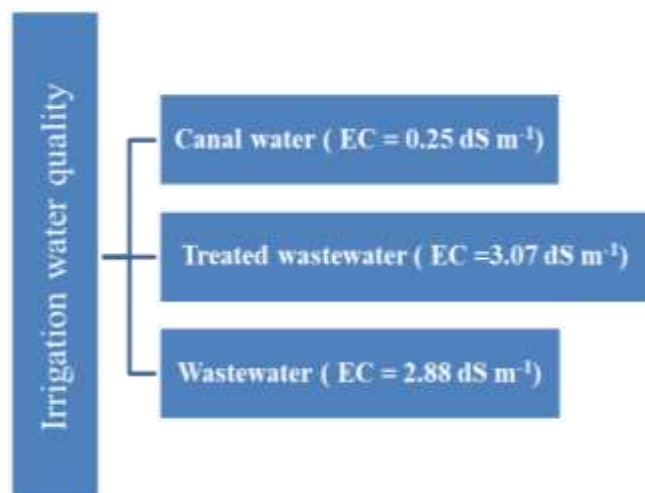 Irrigation water quality
Canal water ( EC = 0.25 dS m⁻¹)
Treated wastewater ( EC =3.07 dS m⁻¹)
Wastewater ( EC = 2.88 dS m⁻¹)